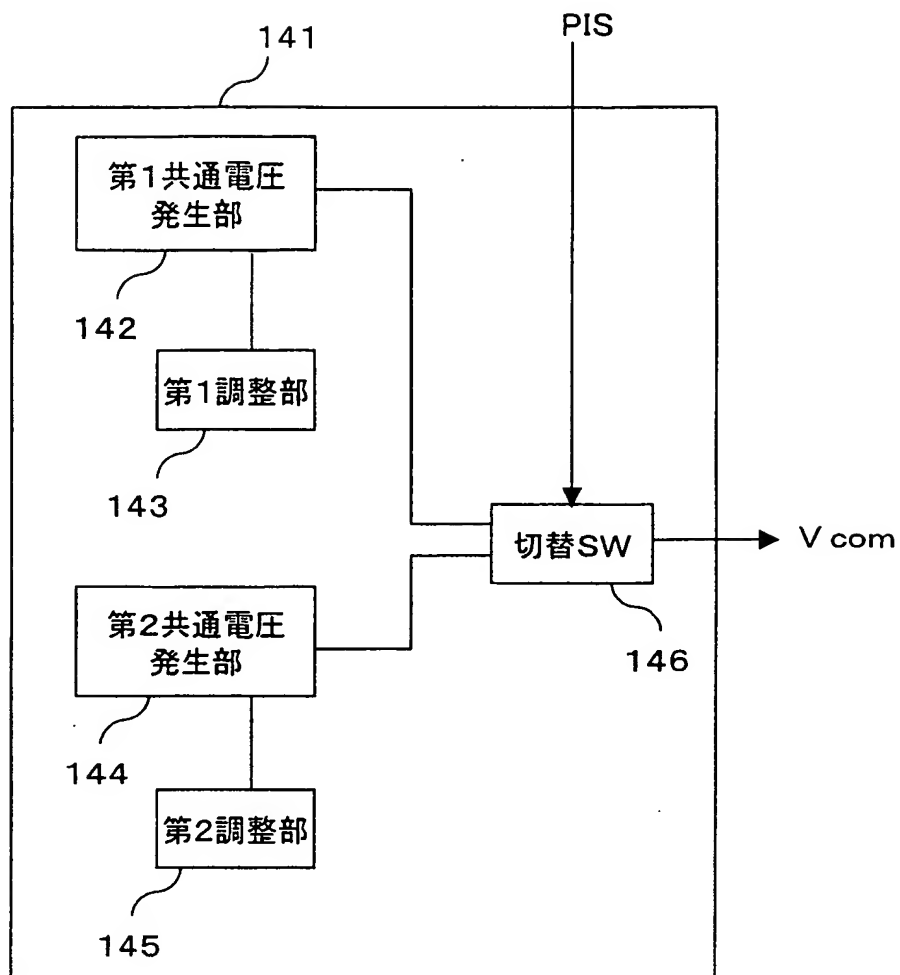 PIS
141
第1共通電圧
発生部
142
第1調整部
143
切替SW
Vcom
146
第2共通電圧
発生部
144
第2調整部
145